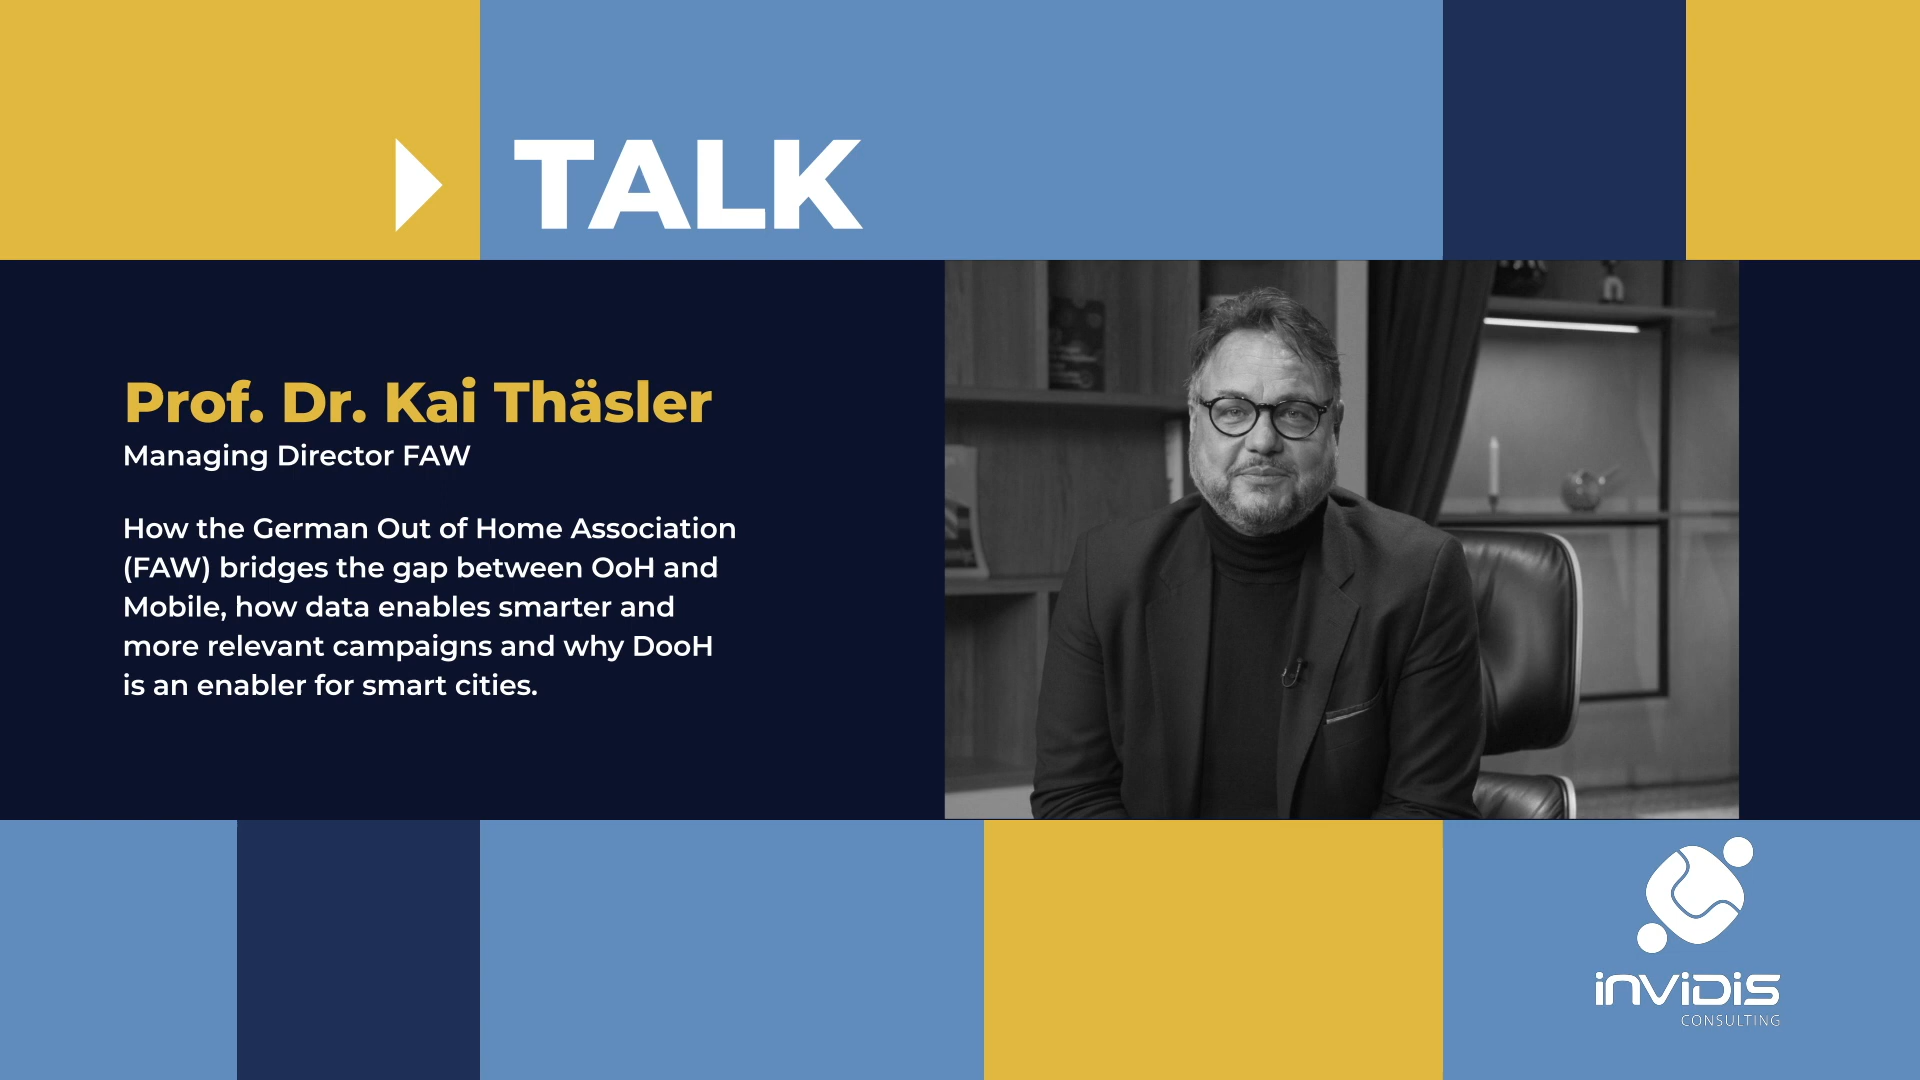 TALK
Prof. Dr. Kai Thäsler
Managing Director FAW
How the German Out of Home Association
(FAW) bridges the gap between OoH and
Mobile, how data enables smarter and
more relevant campaigns and why DooH
is an enabler for smart cities.
invidis
CONSULTING